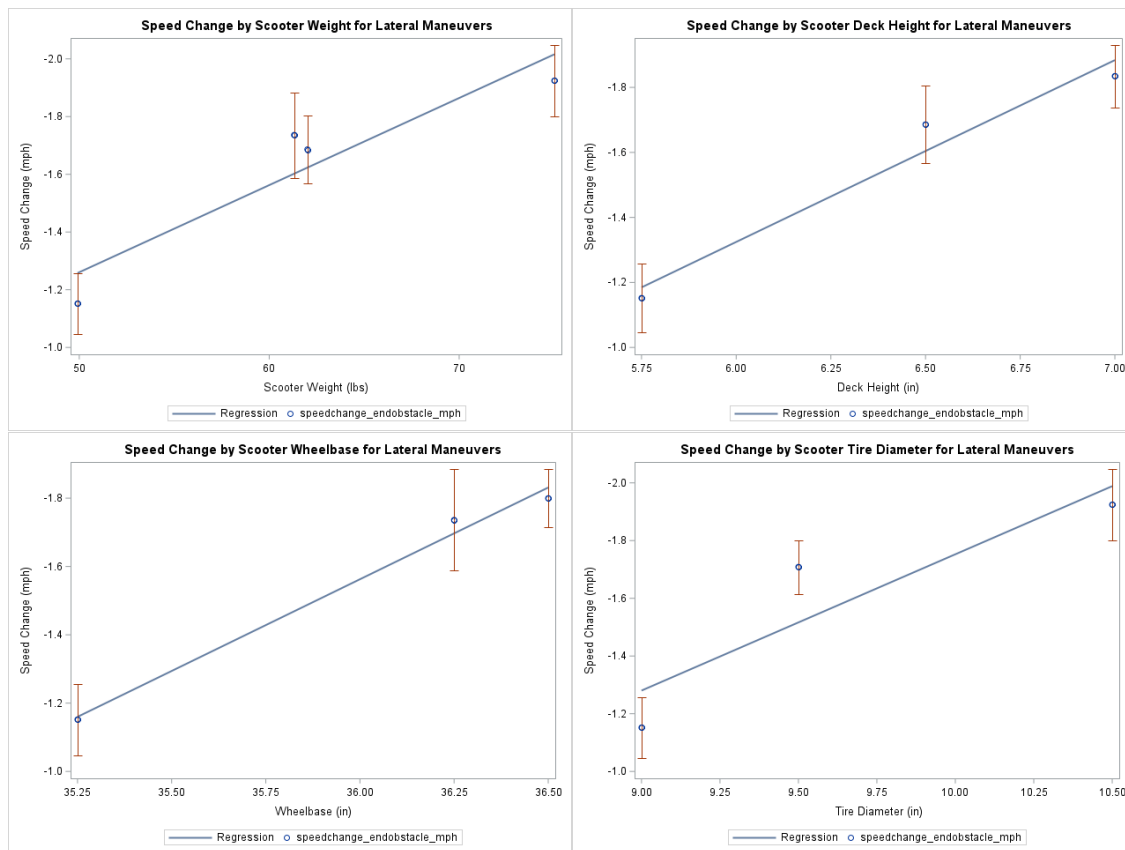 Speed Change by Scooter Weight for Lateral Maneuvers
-2.0
-1.8
-1.6
-1.4
-1.2
-1.0
Speed Change (mph)
50 60 70
Scooter Weight (lbs)
Regression speedchange_endobstacle_mph
Speed Change by Scooter Deck Height for Lateral Maneuvers
-1.8
-1.6
-1.4
-1.2
-1.0
Speed Change (mph)
5.75 6.00 6.25 6.50 6.75 7.00
Deck Height (in)
Regression speedchange_endobstacle_mph
Speed Change by Scooter Wheelbase for Lateral Maneuvers
-1.8
-1.6
-1.4
-1.2
-1.0
Speed Change (mph)
35.25 35.50 35.75 36.00 36.25 36.50
Wheelbase (in)
Regression speedchange_endobstacle_mph
Speed Change by Scooter Tire Diameter for Lateral Maneuvers
-2.0
-1.8
-1.6
-1.4
-1.2
-1.0
Speed Change (mph)
9.00 9.25 9.50 9.75 10.00 10.25 10.50
Tire Diameter (in)
Regression speedchange_endobstacle_mph